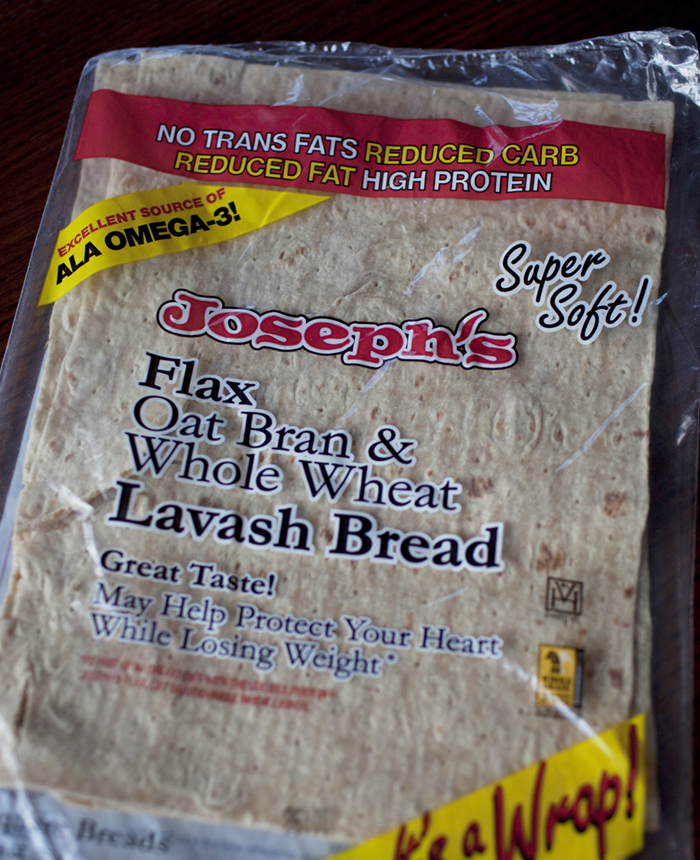 NO TRANS FATS REDUCED CARB
REDUCED FAT HIGH PROTEIN
EXCELLENT SOURCE OF
ALA OMEGA-3!
Super
Soft!
Joseph's
Flax
Oat Bran &
Whole Wheat
Lavash Bread
Great Taste!
May Help Protect Your Heart
While Losing Weight*
It's a Wrap!
Breads